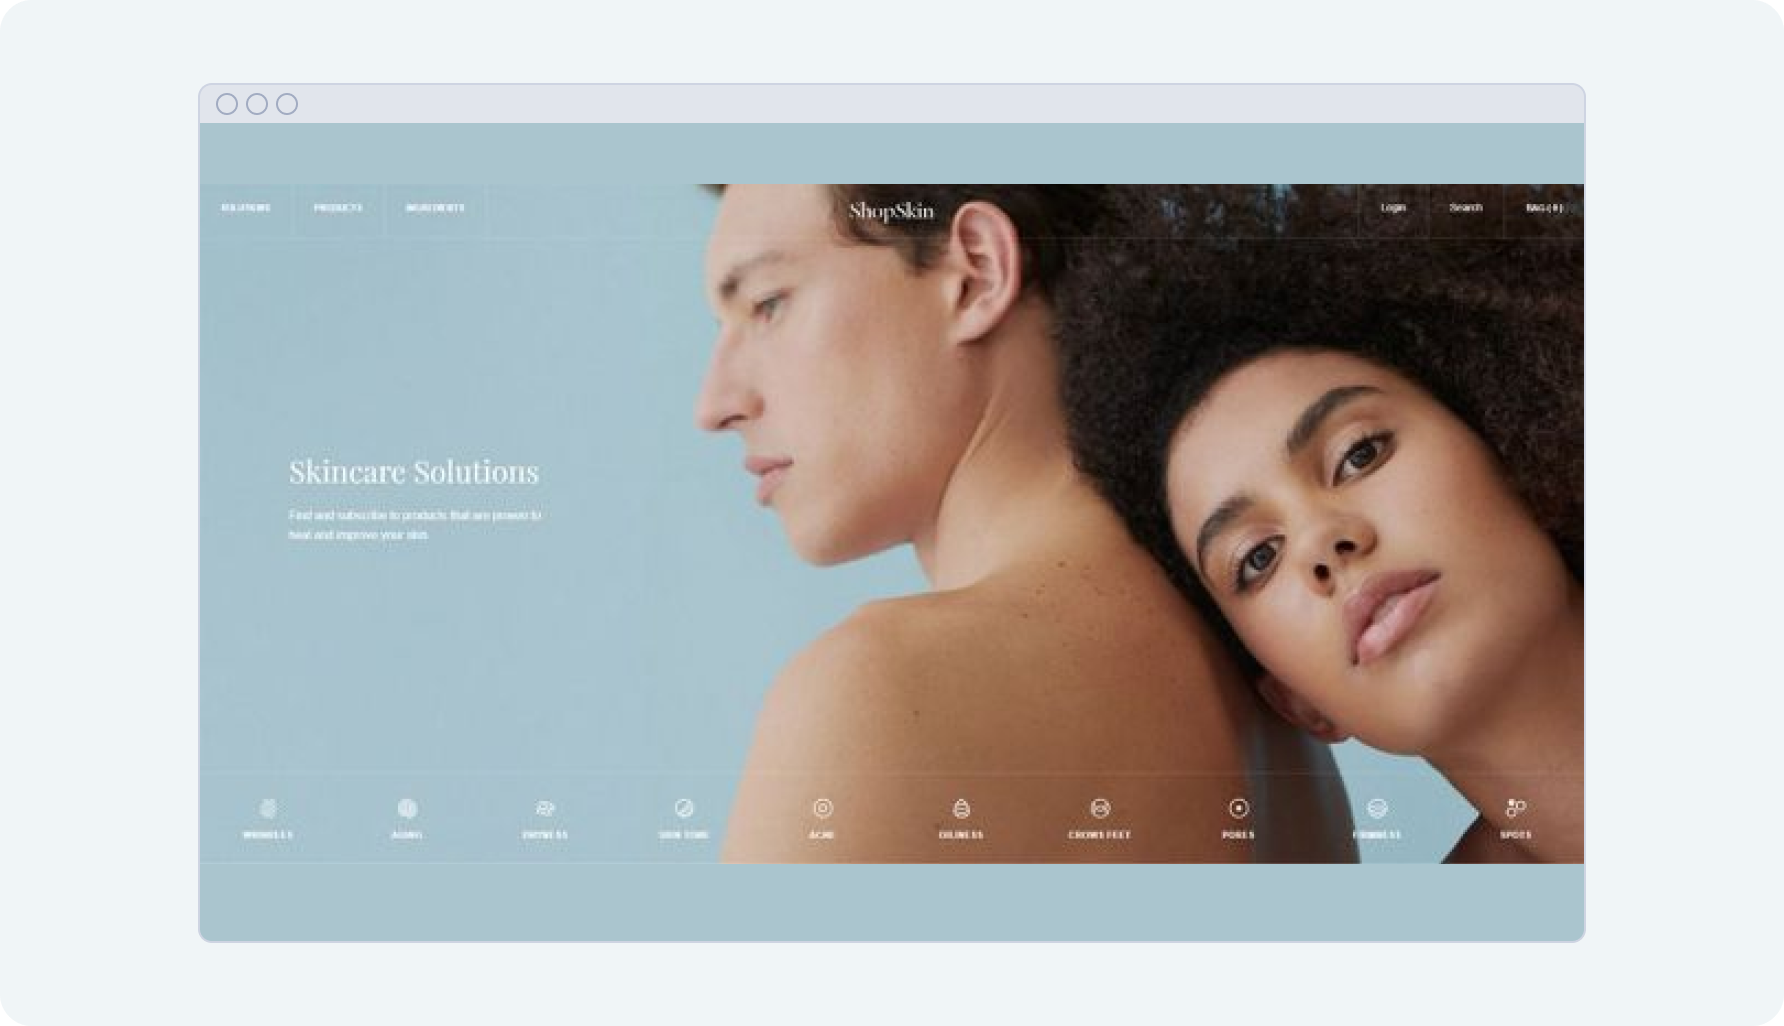 SOLUTIONS
PRODUCTS
INGREDIENTS
ShopSkin
Login
Search
BAG (0)
Skincare Solutions
Find and subscribe to products that are proven to
heal and improve your skin.
WRINKLES
AGING
DRYNESS
SKIN TONE
ACNE
OILINESS
CROWS FEET
PORES
FIRMNESS
SPOTS